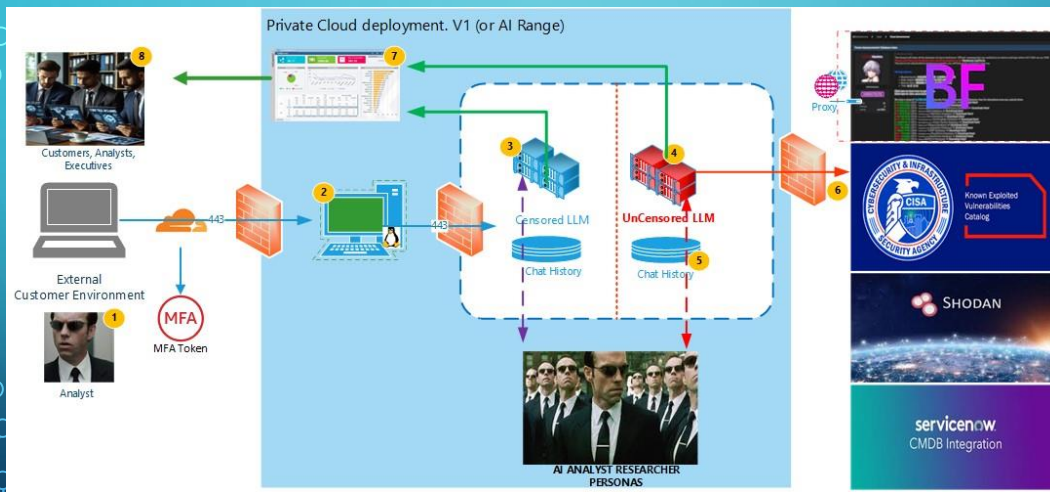 Private Cloud deployment. V1 (or AI Range)
8
7
Customers, Analysts,
Executives
BF
Proxy
3
4
2
6
443
443
Censored LLM
UnCensored LLM
Chat History
5
Chat History
External
Customer Environment
1
MFA
MFA Token
Analyst
AI ANALYST RESEARCHER
PERSONAS
CYBERSECURITY & INFRASTRUCTURE
CISA
SECURITY AGENCY
Known Exploited
Vulnerabilities
Catalog
SHODAN
servicenow
CMDB Integration